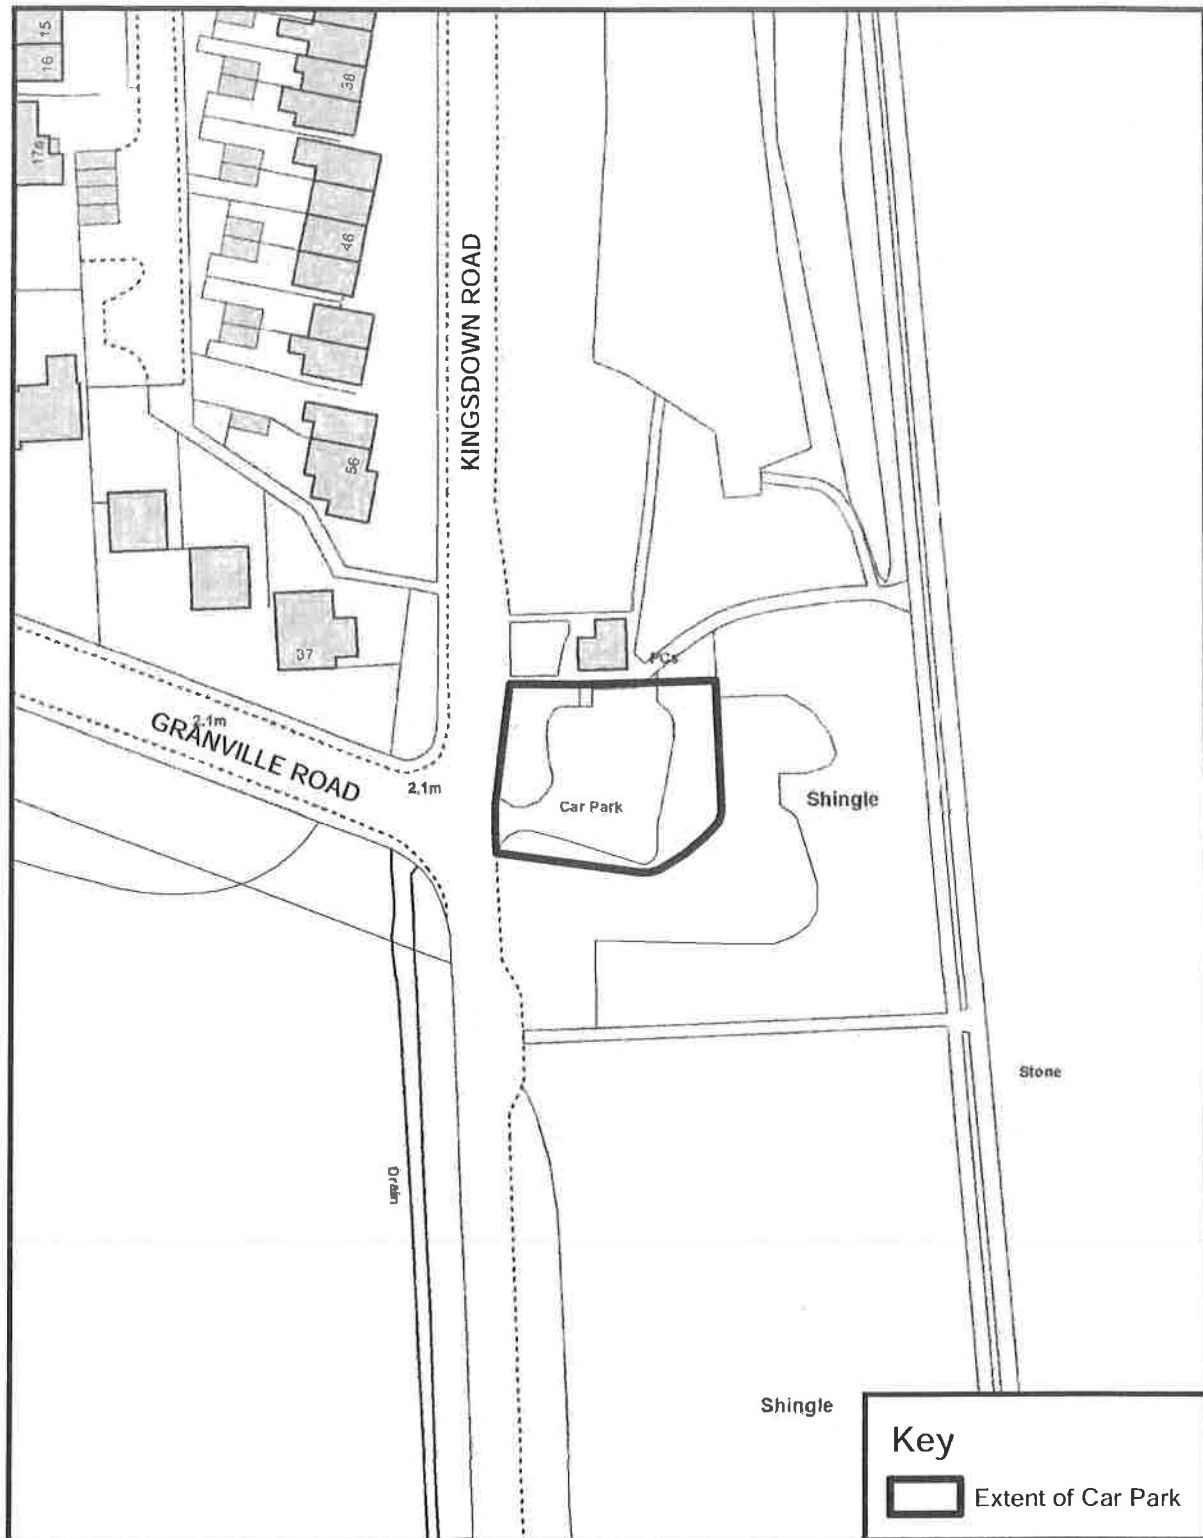 15
16
38
17a
46
KINGSDOWN ROAD
56
37
PCs
2.1m
GRANVILLE ROAD
2.1m
Car Park
Shingle
Stone
Drain
Shingle
Key
Extent of Car Park